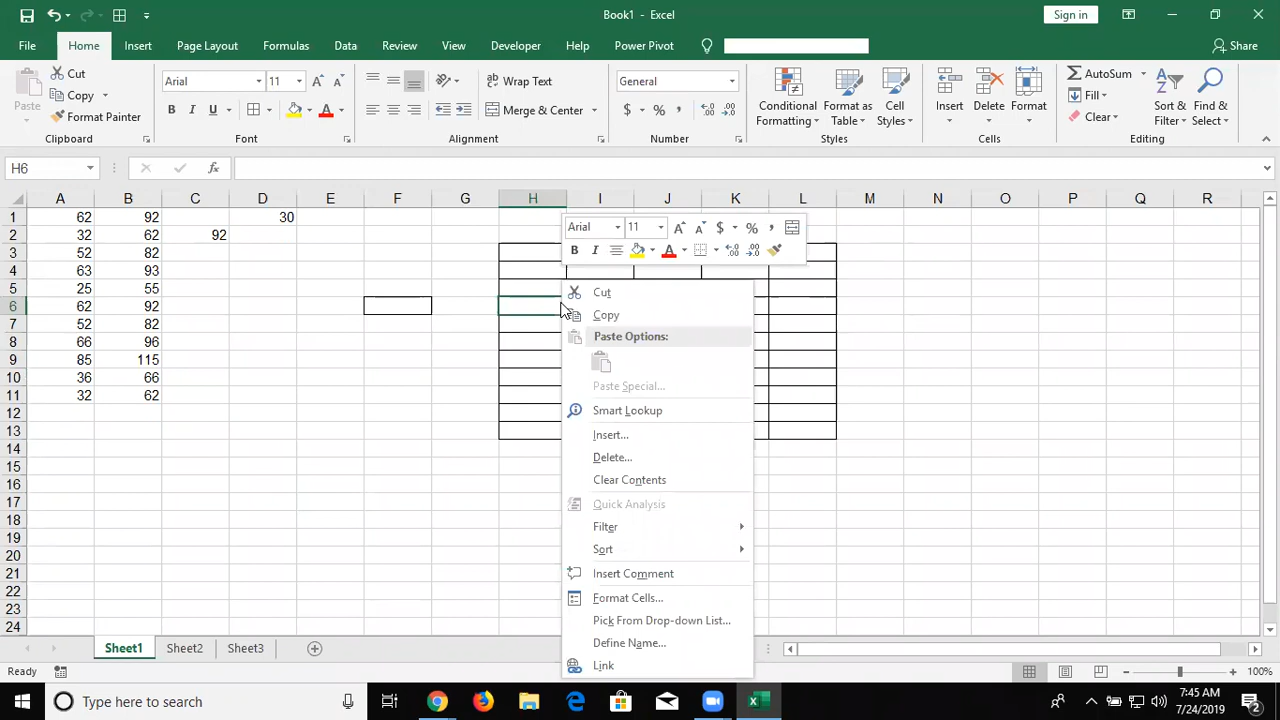 Book1 - Excel
Sign in
File Home Insert Page Layout Formulas Data Review View Developer Help Power Pivot Share
Paste
Cut
Copy
Format Painter
Clipboard
Arial 11
B I U
Font
Wrap Text
Merge & Center
Alignment
General
$ % ,
Number
Conditional Formatting
Format as Table
Cell Styles
Styles
Insert Delete Format
Cells
AutoSum
Fill
Clear
Sort & Filter
Find & Select
Editing
H6
fx
A B C D E F G H I J K L M N O P Q R
1 62 92 30
2 32 62 92
3 52 82
4 63 93
5 25 55
6 62 92
7 52 82
8 66 96
9 85 115
10 36 66
11 32 62
12
13
14
15
16
17
18
19
20
21
22
23
24
Arial 11 A A $ % ,
B I A
Cut
Copy
Paste Options:
Paste Special...
Smart Lookup
Insert...
Delete...
Clear Contents
Quick Analysis
Filter
Sort
Insert Comment
Format Cells...
Pick From Drop-down List...
Define Name...
Link
Sheet1 Sheet2 Sheet3
Ready
100%
Type here to search
7:45 AM
7/24/2019